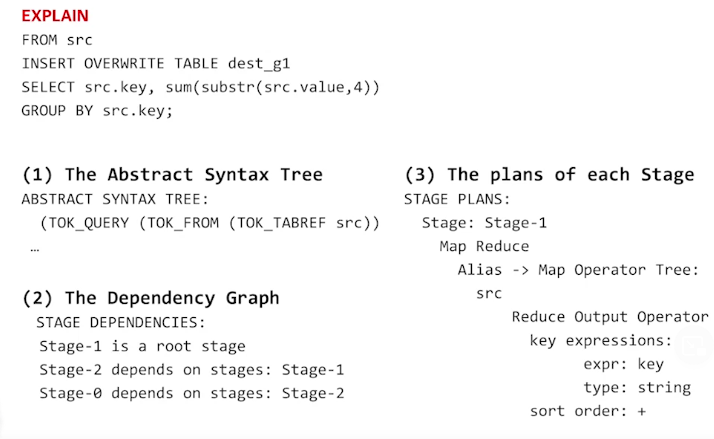 EXPLAIN
FROM src
INSERT OVERWRITE TABLE dest_g1
SELECT src.key, sum(substr(src.value,4))
GROUP BY src.key;
(1) The Abstract Syntax Tree
ABSTRACT SYNTAX TREE:
(TOK_QUERY (TOK_FROM (TOK_TABREF src))
…
(2) The Dependency Graph
STAGE DEPENDENCIES:
Stage-1 is a root stage
Stage-2 depends on stages: Stage-1
Stage-0 depends on stages: Stage-2
(3) The plans of each Stage
STAGE PLANS:
Stage: Stage-1
Map Reduce
Alias -> Map Operator Tree:
src
Reduce Output Operator
key expressions:
expr: key
type: string
sort order: +